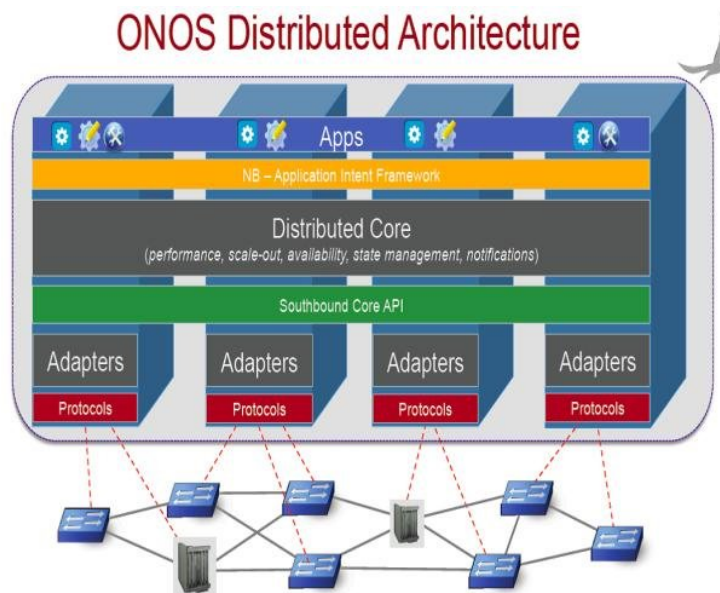 ONOS Distributed Architecture
Apps
NB – Application Intent Framework
Distributed Core
(performance, scale-out, availability, state management, notifications)
Southbound Core API
Adapters Adapters Adapters Adapters
Protocols Protocols Protocols Protocols